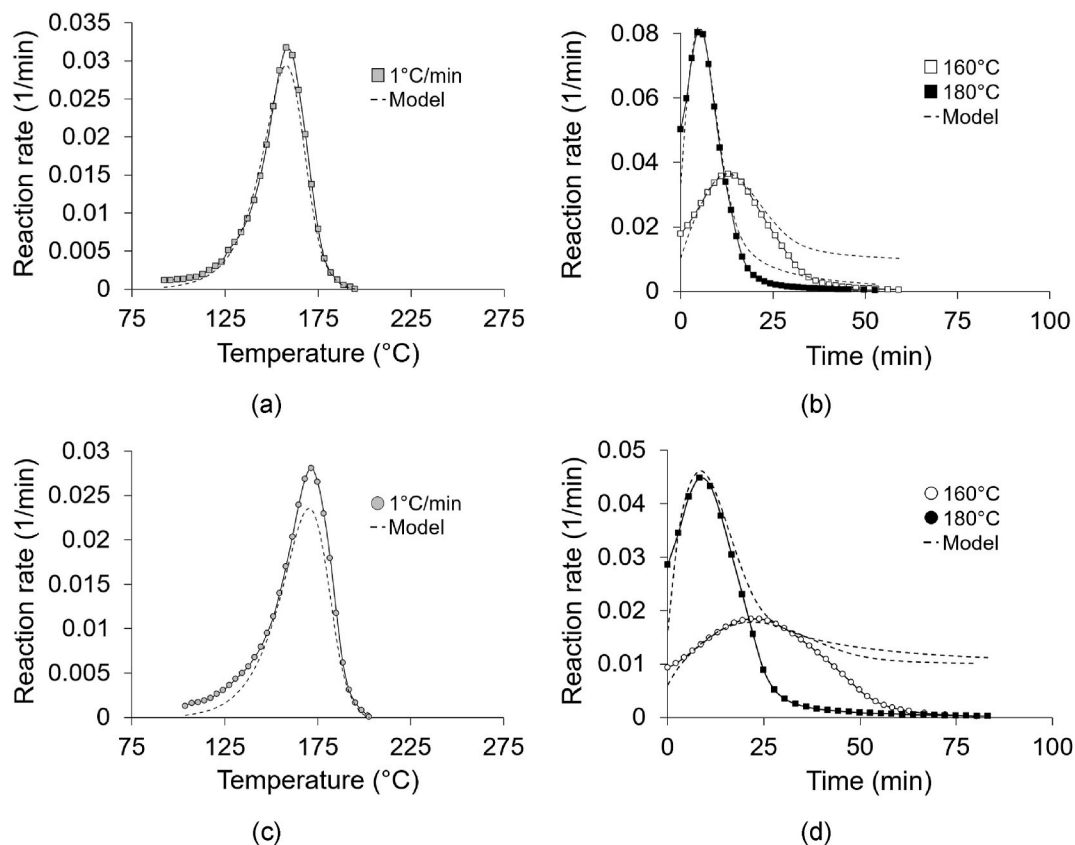 0.035
0.03
0.025
0.02
0.015
0.01
0.005
0
75 125 175 225 275
Reaction rate (1/min)
Temperature (°C)
1°C/min
Model
(a)
0.08
0.06
0.04
0.02
0
0 25 50 75 100
Reaction rate (1/min)
Time (min)
160°C
180°C
Model
(b)
0.03
0.025
0.02
0.015
0.01
0.005
0
75 125 175 225 275
Reaction rate (1/min)
Temperature (°C)
1°C/min
Model
(c)
0.05
0.04
0.03
0.02
0.01
0
0 25 50 75 100
Reaction rate (1/min)
Time (min)
160°C
180°C
Model
(d)